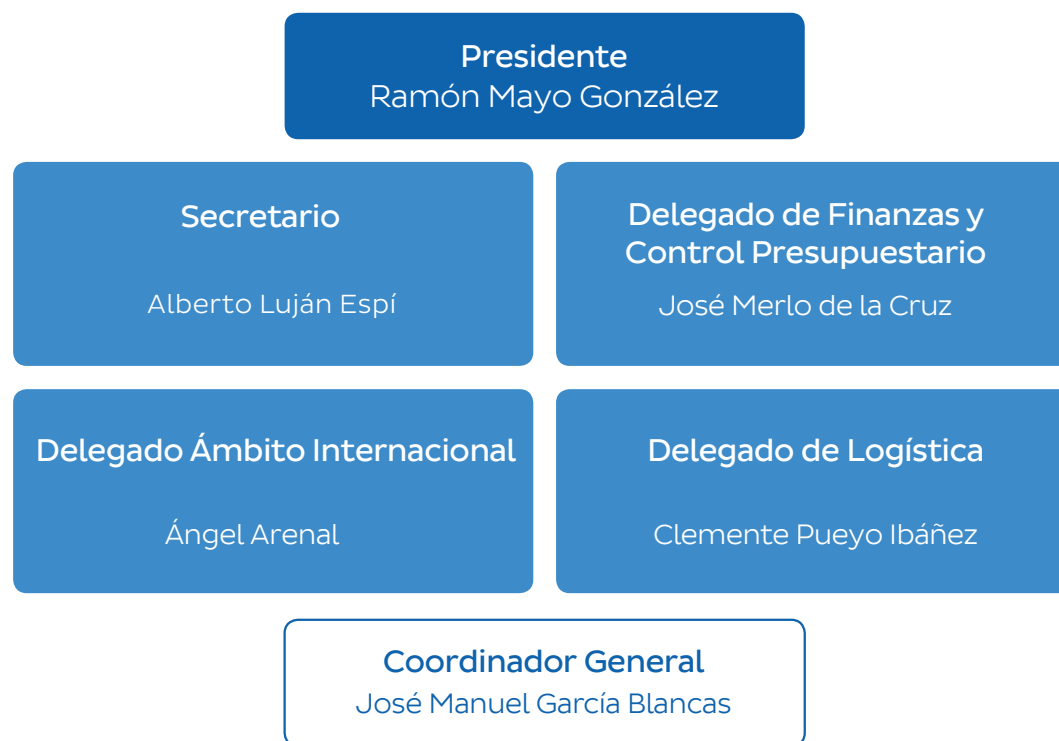 Presidente
Ramón Mayo González
Secretario
Alberto Luján Espí
Delegado de Finanzas y
Control Presupuestario
José Merlo de la Cruz
Delegado Ámbito Internacional
Ángel Arenal
Delegado de Logística
Clemente Pueyo Ibáñez
Coordinador General
José Manuel García Blancas